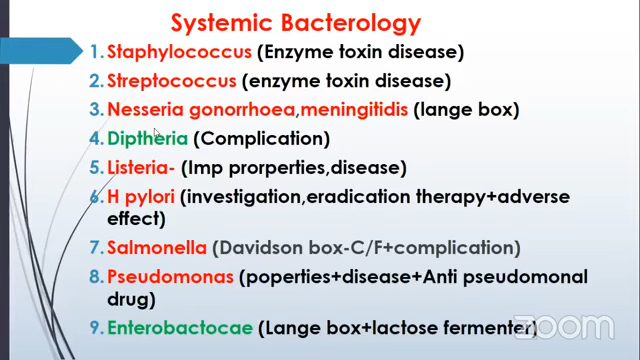 Systemic Bacterology
1. Staphylococcus (Enzyme toxin disease)
2. Streptococcus (enzyme toxin disease)
3. Nesseria gonorrhoea,meningitidis (lange box)
4. Diptheria (Complication)
5. Listeria- (Imp prorperties,disease)
6. H pylori (investigation,eradication therapy+adverse
effect)
7. Salmonella (Davidson box-C/F+complication)
8. Pseudomonas (poperties+disease+Anti pseudomonal
drug)
9. Enterobactocae (Lange box+lactose fermenter)
zoom